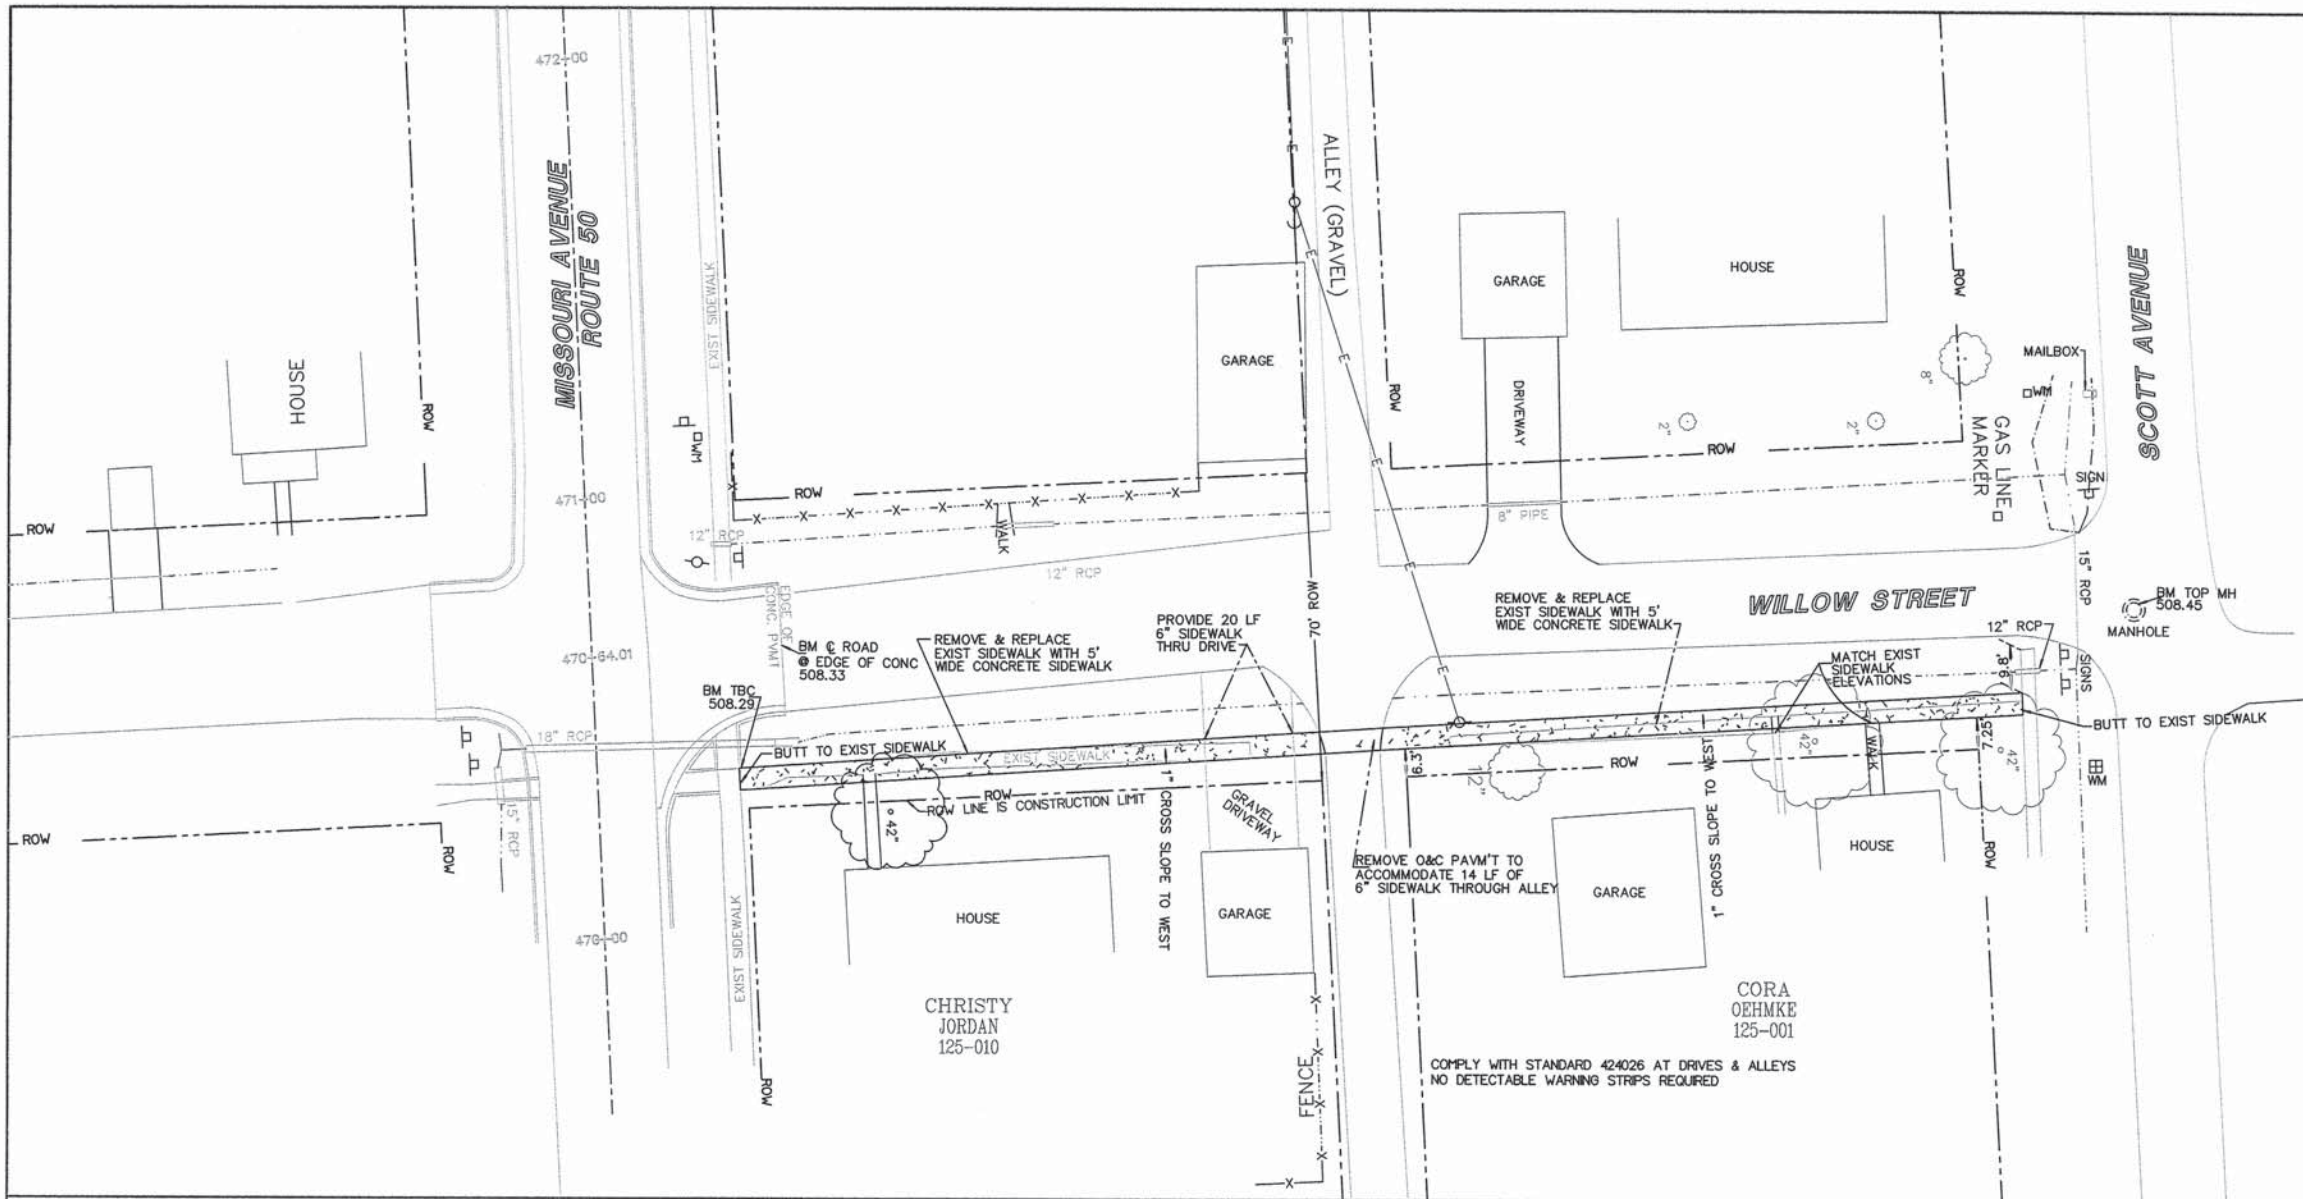 472+00
MISSOURI AVENUE
ROUTE 50
EXIST SIDEWALK
ROW
HOUSE
ROW
471+00
WM
ROW
12" RCP
WALK
12" RCP
GARAGE
E
E
E
E
E
E
E
ALLEY (GRAVEL)
ROW
GARAGE
DRIVEWAY
HOUSE
ROW
8"
2"
2"
ROW
8" PIPE
MAILBOX
WM
GAS LINE
MARKER
SIGN
SCOTT AVENUE
15" RCP
BM TOP MH
508.45
MANHOLE
WILLOW STREET
70' ROW
EDGE OF
CONC. PVMT
470+64.01
BM ℄ ROAD
@ EDGE OF CONC
508.33
REMOVE & REPLACE
EXIST SIDEWALK WITH 5'
WIDE CONCRETE SIDEWALK
PROVIDE 20 LF
6" SIDEWALK
THRU DRIVE
REMOVE & REPLACE
EXIST SIDEWALK WITH 5'
WIDE CONCRETE SIDEWALK
MATCH EXIST
SIDEWALK
ELEVATIONS
12" RCP
9.8'
SIGNS
BM TBC
508.29
18" RCP
BUTT TO EXIST SIDEWALK
EXIST SIDEWALK
BUTT TO EXIST SIDEWALK
ROW
ROW LINE IS CONSTRUCTION LIMIT
42"
1" CROSS SLOPE TO WEST
GRAVEL
DRIVEWAY
6.3'
12"
ROW
1" CROSS SLOPE TO WEST
42"
WALK
7.25'
42"
WM
ROW
ROW
ROW
15" RCP
REMOVE O&C PAVM'T TO
ACCOMMODATE 14 LF OF
6" SIDEWALK THROUGH ALLEY
HOUSE
GARAGE
GARAGE
HOUSE
470+00
EXIST SIDEWALK
ROW
CHRISTY
JORDAN
125-010
CORA
OEHMKE
125-001
FENCE
COMPLY WITH STANDARD 424026 AT DRIVES & ALLEYS
NO DETECTABLE WARNING STRIPS REQUIRED